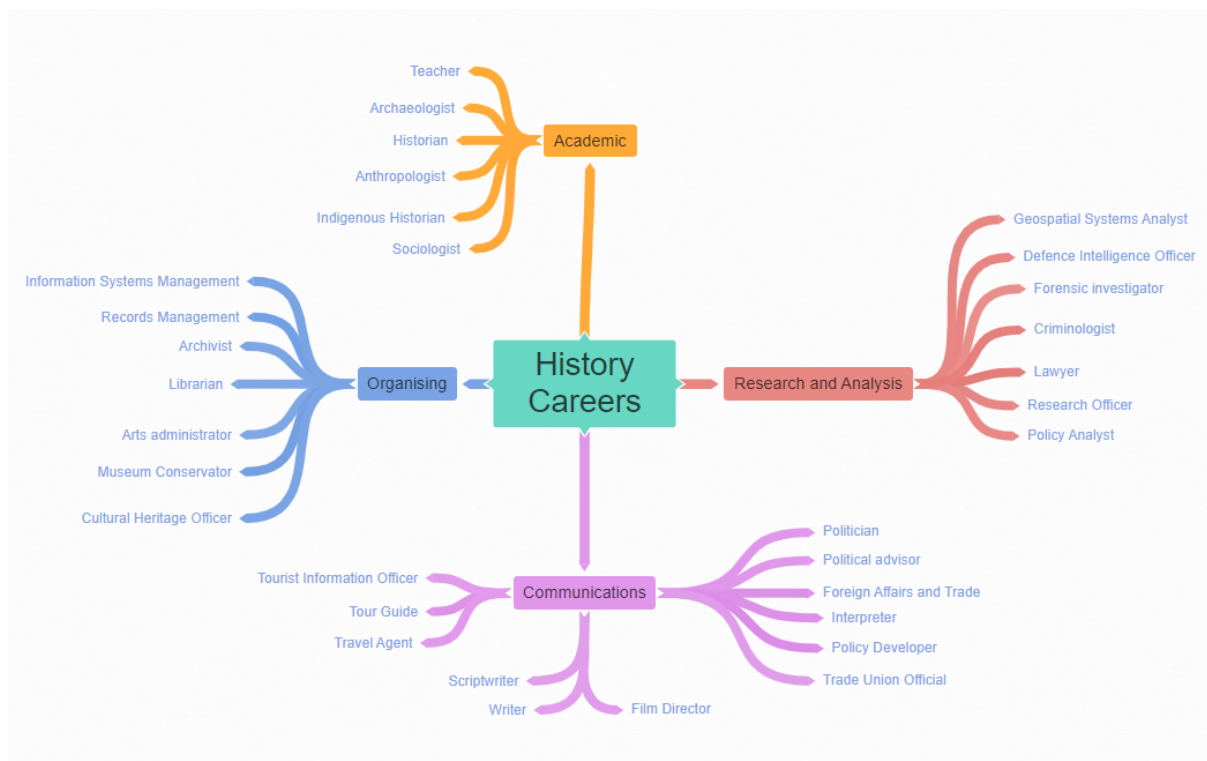 History
Careers
Academic
Teacher
Archaeologist
Historian
Anthropologist
Indigenous Historian
Sociologist
Research and Analysis
Geospatial Systems Analyst
Defence Intelligence Officer
Forensic investigator
Criminologist
Lawyer
Research Officer
Policy Analyst
Organising
Information Systems Management
Records Management
Archivist
Librarian
Arts administrator
Museum Conservator
Cultural Heritage Officer
Communications
Tourist Information Officer
Tour Guide
Travel Agent
Scriptwriter
Writer
Film Director
Politician
Political advisor
Foreign Affairs and Trade
Interpreter
Policy Developer
Trade Union Official